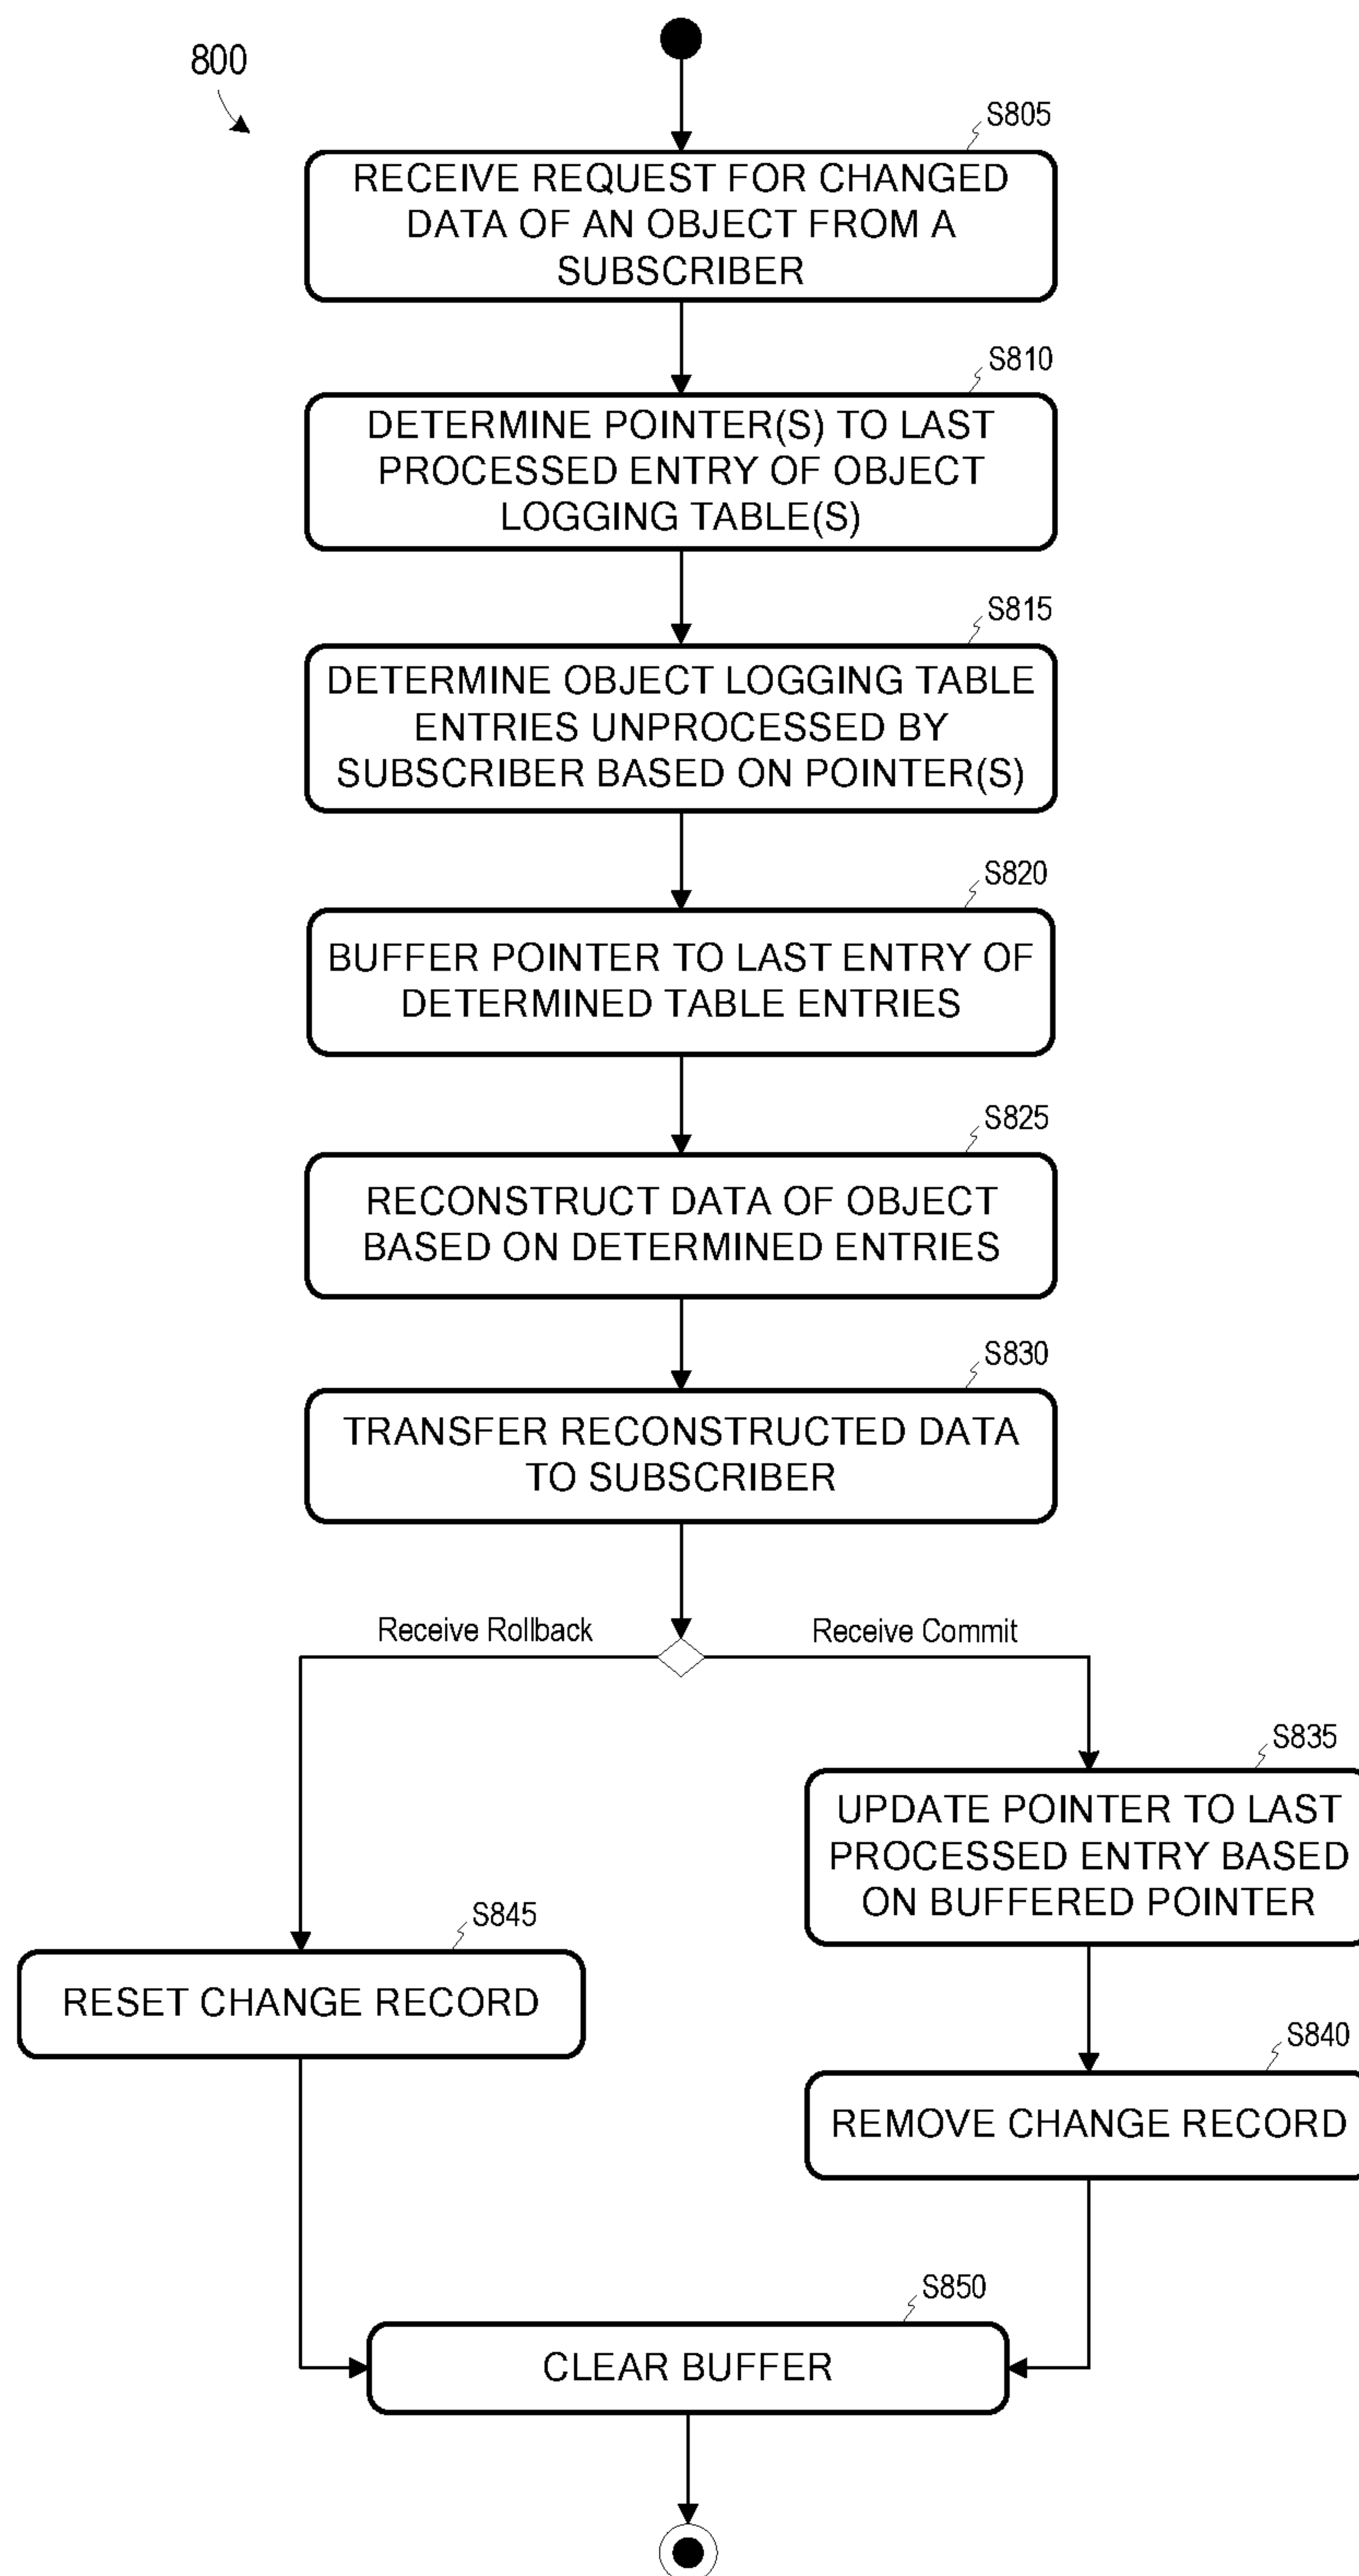 800
S805
RECEIVE REQUEST FOR CHANGED
DATA OF AN OBJECT FROM A
SUBSCRIBER
S810
DETERMINE POINTER(S) TO LAST
PROCESSED ENTRY OF OBJECT
LOGGING TABLE(S)
S815
DETERMINE OBJECT LOGGING TABLE
ENTRIES UNPROCESSED BY
SUBSCRIBER BASED ON POINTER(S)
S820
BUFFER POINTER TO LAST ENTRY OF
DETERMINED TABLE ENTRIES
S825
RECONSTRUCT DATA OF OBJECT
BASED ON DETERMINED ENTRIES
S830
TRANSFER RECONSTRUCTED DATA
TO SUBSCRIBER
Receive Rollback
Receive Commit
S835
UPDATE POINTER TO LAST
PROCESSED ENTRY BASED
ON BUFFERED POINTER
S845
RESET CHANGE RECORD
S840
REMOVE CHANGE RECORD
S850
CLEAR BUFFER